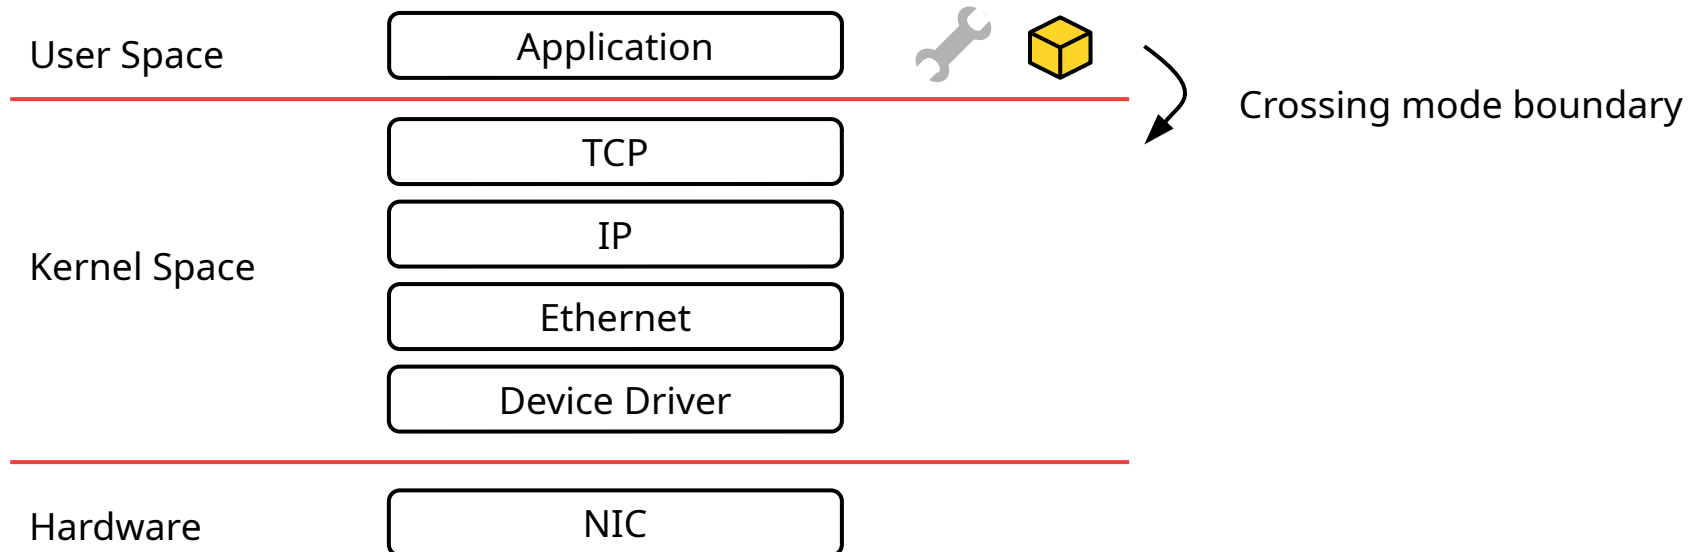 User Space
Application
Crossing mode boundary
TCP
IP
Kernel Space
Ethernet
Device Driver
Hardware
NIC